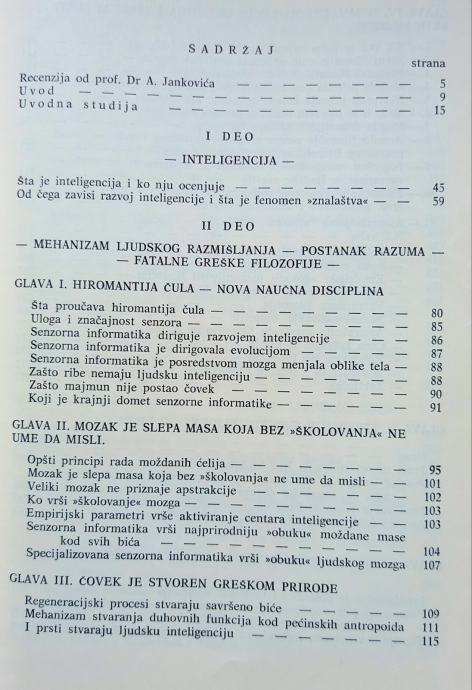 SADRŽAJ
strana
Recenzija od prof. Dr A. Jankovića — — — — — — — 5
Uvod — — — — — — — — — — — — 9
Uvodna studija — — — — — — — — — 15
I DEO
— INTELIGENCIJA —
Šta je inteligencija i ko nju ocenjuje — — — — — — — 45
Od čega zavisi razvoj inteligencije i šta je fenomen »znalaštva« — — 59
II DEO
— MEHANIZAM LJUDSKOG RAZMIŠLJANJA — POSTANAK RAZUMA —
— FATALNE GREŠKE FILOZOFIJE —
GLAVA I. HIROMANTIJA ČULA — NOVA NAUČNA DISCIPLINA
Šta proučava hiromantija čula — — — — — — — — 80
Uloga i značajnost senzora — — — — — — — — — 85
Senzorna informatika diriguje razvojem inteligencije — — — 86
Senzorna informatika je dirigovala evolucijom — — — — 87
Senzorna informatika je posredstvom mozga menjala oblike tela — 88
Zašto ribe nemaju ljudsku inteligenciju — — — — — — 88
Zašto majmun nije postao čovek — — — — — — — 90
Koji je krajnji domet senzorne informatike — — — — — 91
GLAVA II. MOZAK JE SLEPA MASA KOJA BEZ »ŠKOLOVANJA« NE
UME DA MISLI.
Opšti principi rada moždanih ćelija — — — — — — — 95
Mozak je slepa masa koja bez »školovanja« ne ume da misli — — 101
Veliki mozak ne priznaje apstrakcije — — — — — — 102
Ko vrši »školovanje« mozga — — — — — — — — 103
Empirijski parametri vrše aktiviranje centara inteligencije — — 103
Senzorna informatika vrši najprirodniju »obuku« moždane mase
kod svih bića — — — — — — — — — — 104
Specijalizovana senzorna informatika vrši »obuku« ljudskog mozga 107
GLAVA III. ČOVEK JE STVOREN GREŠKOM PRIRODE
Regeneracijski procesi stvaraju savršeno biće — — — — — 109
Mehanizam stvaranja duhovnih funkcija kod pećinskih antropoida 111
I prsti stvaraju ljudsku inteligenciju — — — — — — 115